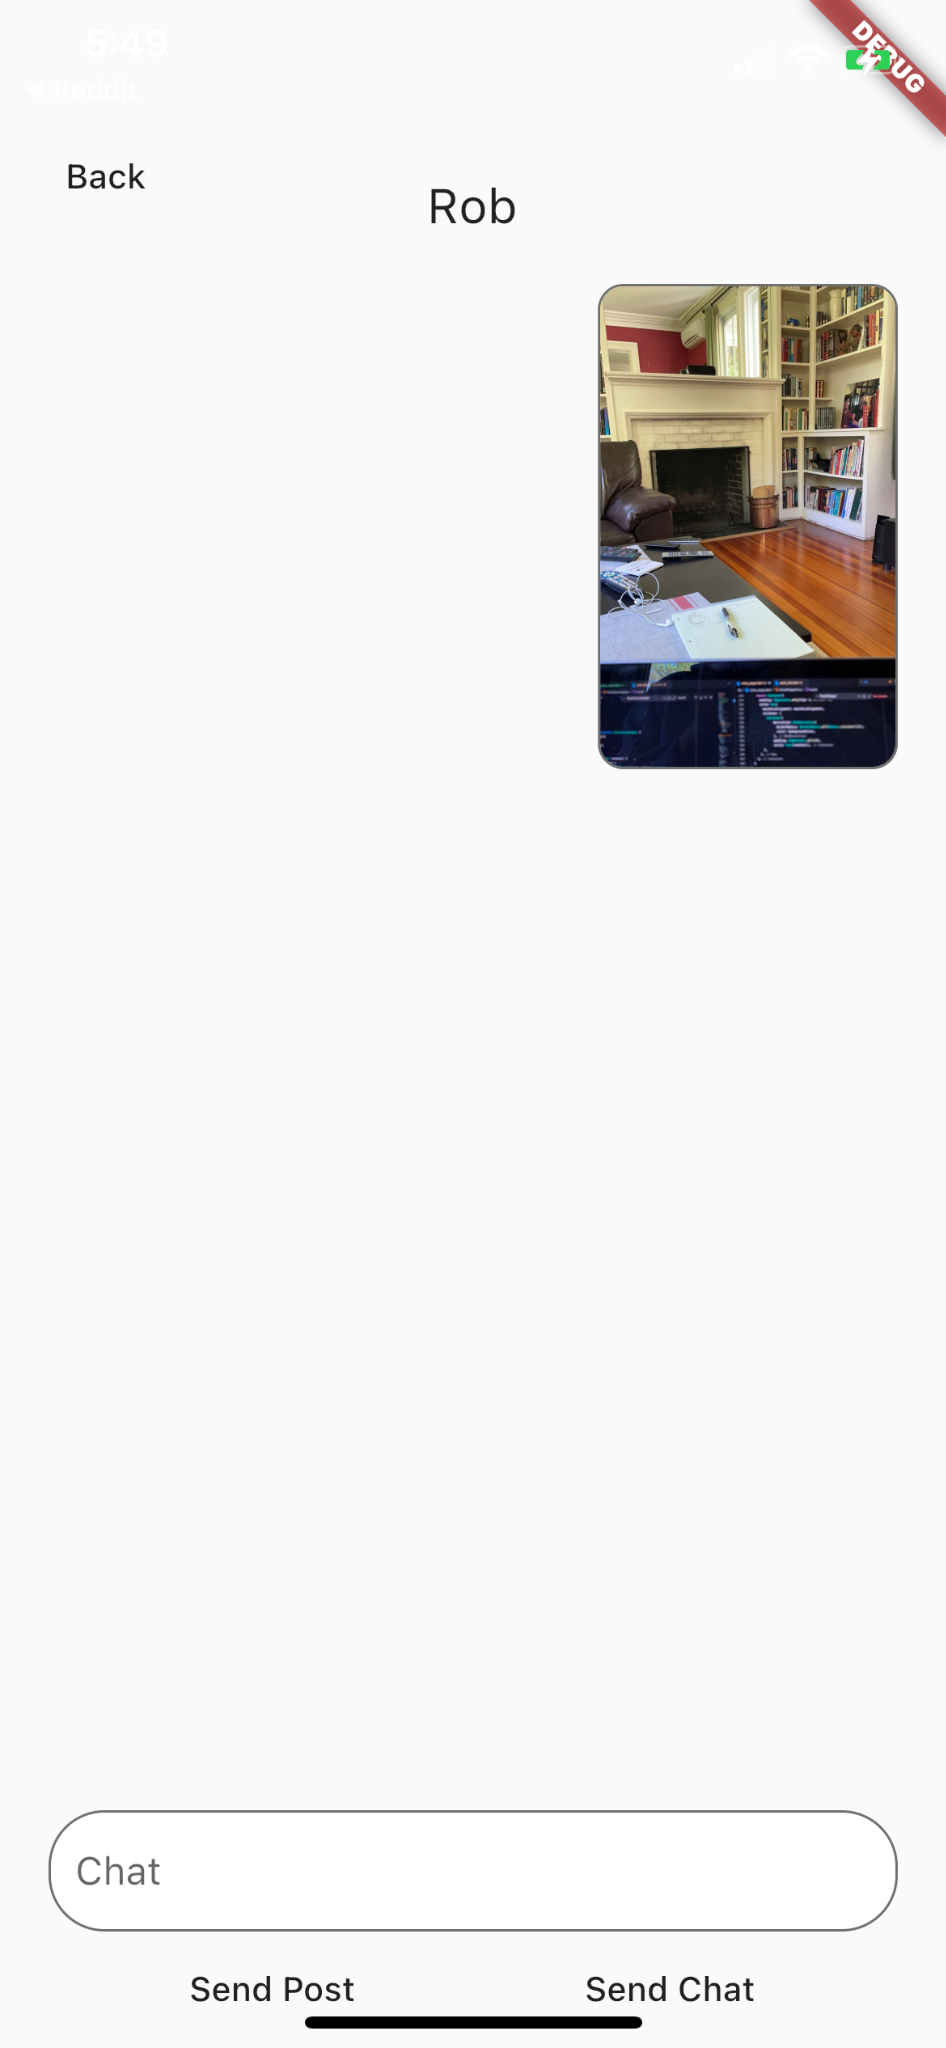 5:49
◀ Reddit
DEBUG
Back
Rob
Chat
Send Post
Send Chat